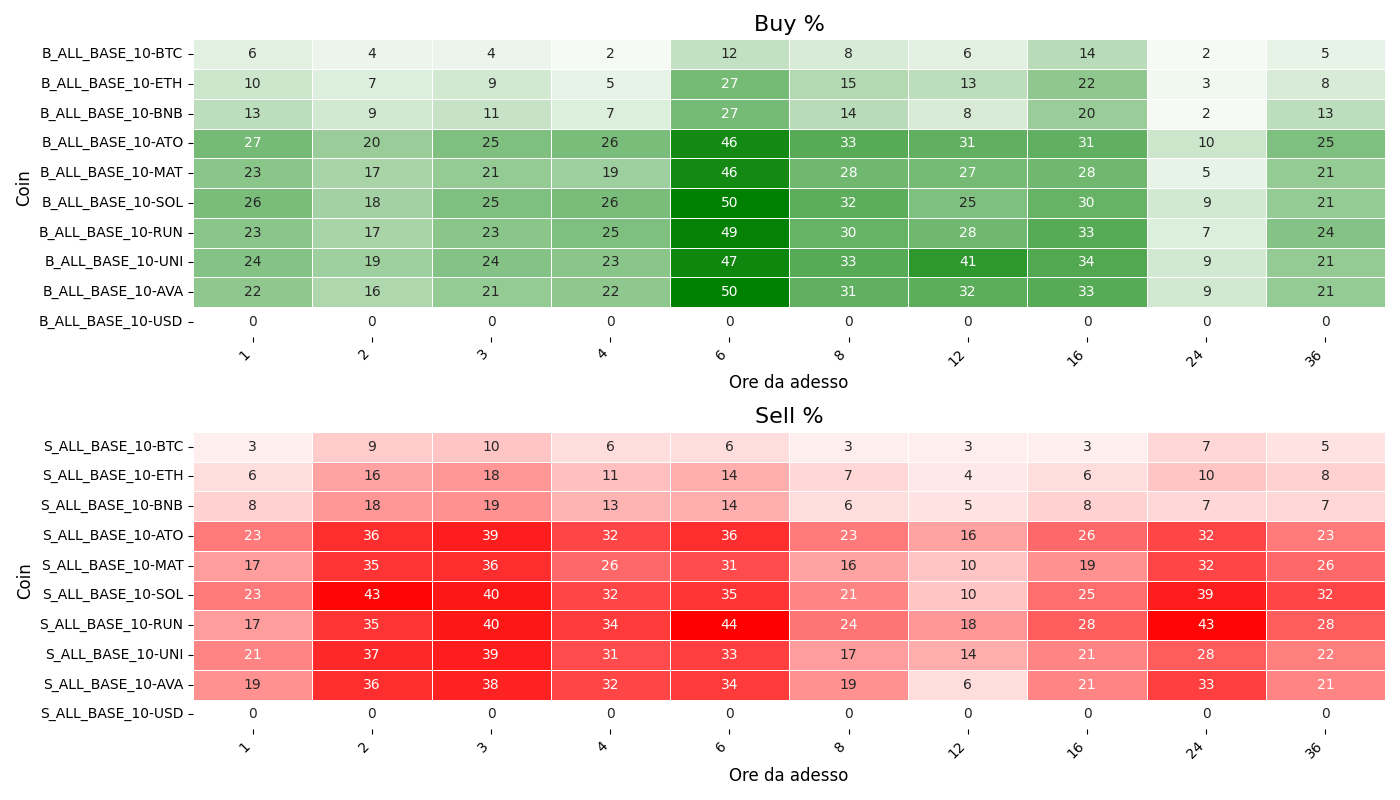 Buy %
Coin
B_ALL_BASE_10-BTC 6 4 4 2 12 8 6 14 2 5
B_ALL_BASE_10-ETH 10 7 9 5 27 15 13 22 3 8
B_ALL_BASE_10-BNB 13 9 11 7 27 14 8 20 2 13
B_ALL_BASE_10-ATO 27 20 25 26 46 33 31 31 10 25
B_ALL_BASE_10-MAT 23 17 21 19 46 28 27 28 5 21
B_ALL_BASE_10-SOL 26 18 25 26 50 32 25 30 9 21
B_ALL_BASE_10-RUN 23 17 23 25 49 30 28 33 7 24
B_ALL_BASE_10-UNI 24 19 24 23 47 33 41 34 9 21
B_ALL_BASE_10-AVA 22 16 21 22 50 31 32 33 9 21
B_ALL_BASE_10-USD 0 0 0 0 0 0 0 0 0 0
1 2 3 4 6 8 12 16 24 36
Ore da adesso
Sell %
Coin
S_ALL_BASE_10-BTC 3 9 10 6 6 3 3 3 7 5
S_ALL_BASE_10-ETH 6 16 18 11 14 7 4 6 10 8
S_ALL_BASE_10-BNB 8 18 19 13 14 6 5 8 7 7
S_ALL_BASE_10-ATO 23 36 39 32 36 23 16 26 32 23
S_ALL_BASE_10-MAT 17 35 36 26 31 16 10 19 32 26
S_ALL_BASE_10-SOL 23 43 40 32 35 21 10 25 39 32
S_ALL_BASE_10-RUN 17 35 40 34 44 24 18 28 43 28
S_ALL_BASE_10-UNI 21 37 39 31 33 17 14 21 28 22
S_ALL_BASE_10-AVA 19 36 38 32 34 19 6 21 33 21
S_ALL_BASE_10-USD 0 0 0 0 0 0 0 0 0 0
1 2 3 4 6 8 12 16 24 36
Ore da adesso